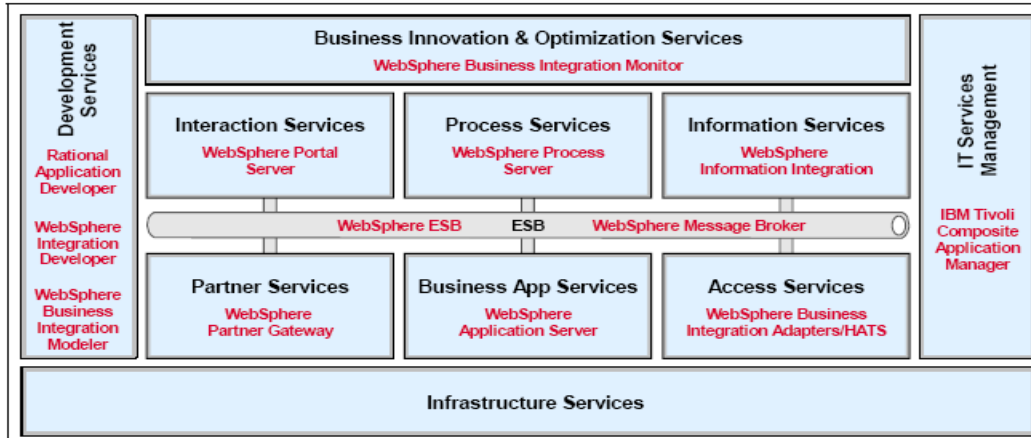 Development
Services
Rational
Application
Developer
WebSphere
Integration
Developer
WebSphere
Business
Integration
Modeler
Business Innovation & Optimization Services
WebSphere Business Integration Monitor
Interaction Services
WebSphere Portal
Server
Process Services
WebSphere Process
Server
Information Services
WebSphere
Information Integration
WebSphere ESB ESB WebSphere Message Broker
Partner Services
WebSphere
Partner Gateway
Business App Services
WebSphere
Application Server
Access Services
WebSphere Business
Integration Adapters/HATS
IT Services
Management
IBM Tivoli
Composite
Application
Manager
Infrastructure Services